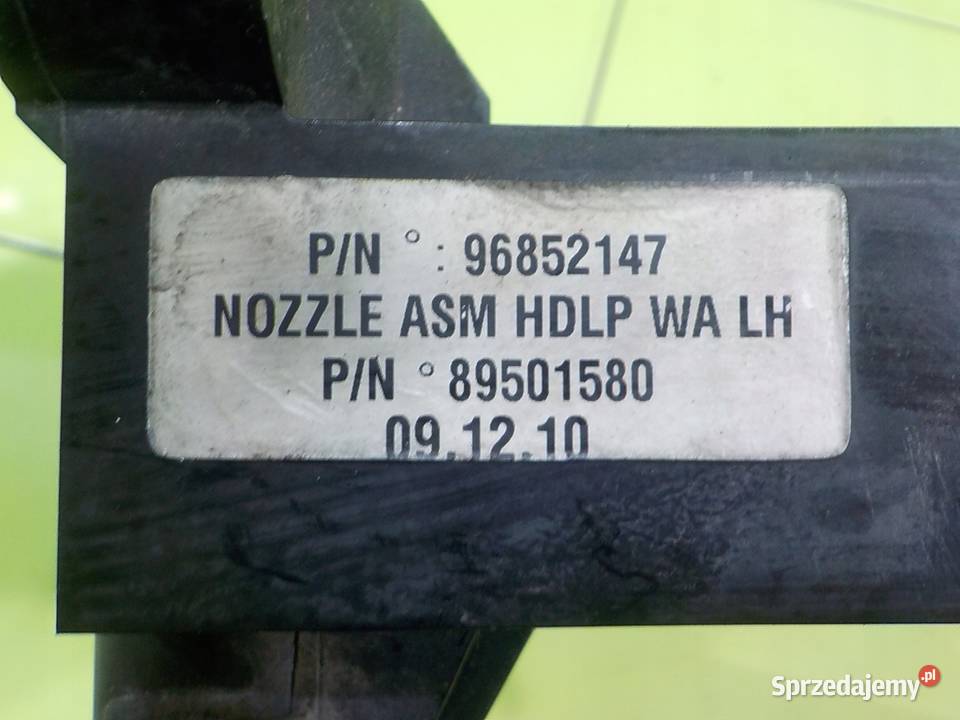 P/N °: 96852147
NOZZLE ASM HDLP WA LH
P/N ° 89501580
09.12.10
Sprzedajemy.pl